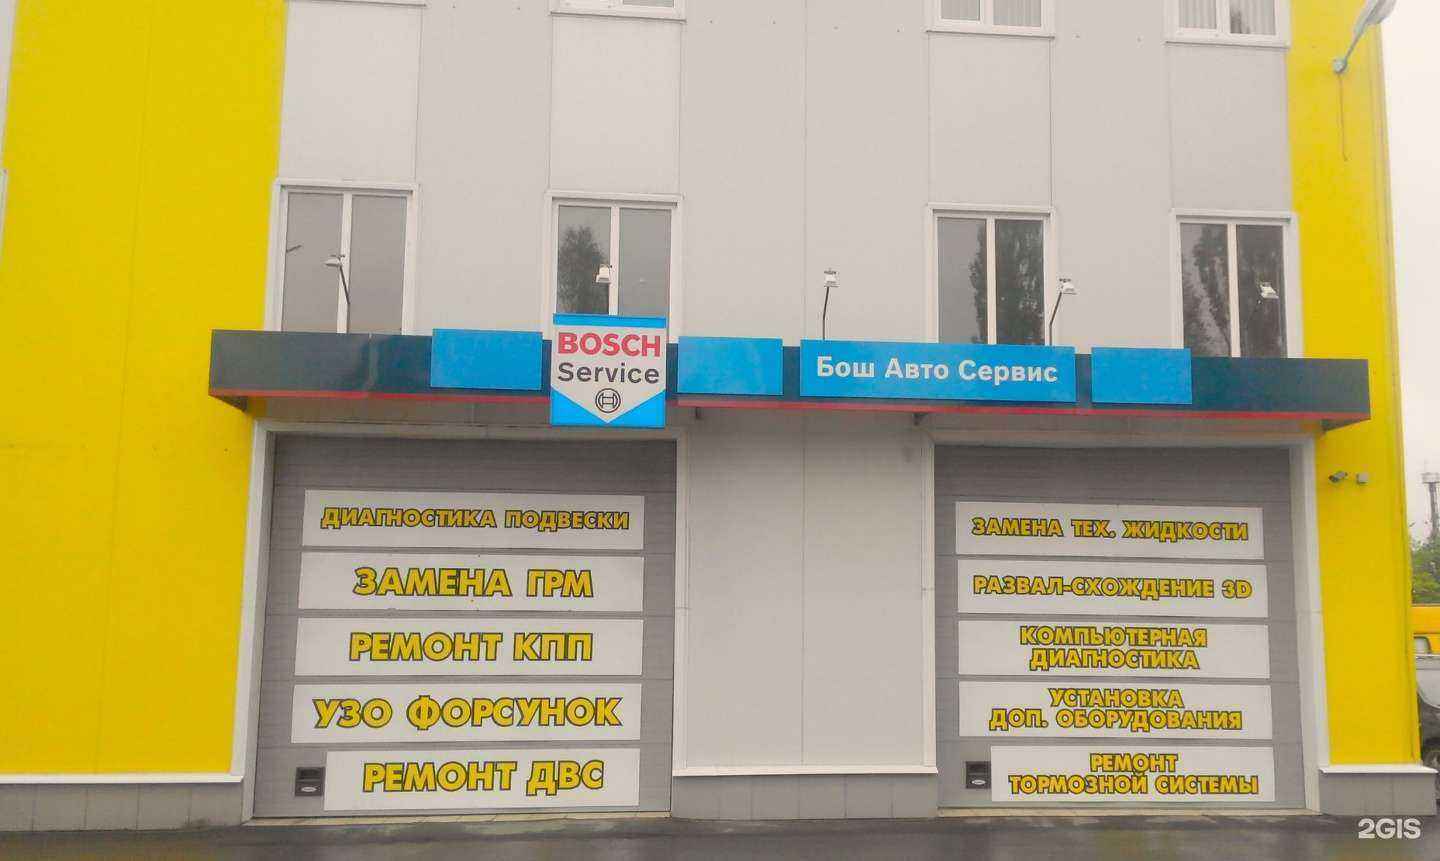 BOSCH
Service
Бош Авто Сервис
ДИАГНОСТИКА ПОДВЕСКИ
ЗАМЕНА ГРМ
РЕМОНТ КПП
УЗО ФОРСУНОК
РЕМОНТ ДВС
ЗАМЕНА ТЕХ. ЖИДКОСТИ
РАЗВАЛ-СХОЖДЕНИЕ 3D
КОМПЬЮТЕРНАЯ
ДИАГНОСТИКА
УСТАНОВКА
ДОП. ОБОРУДОВАНИЯ
РЕМОНТ
ТОРМОЗНОЙ СИСТЕМЫ
2GIS